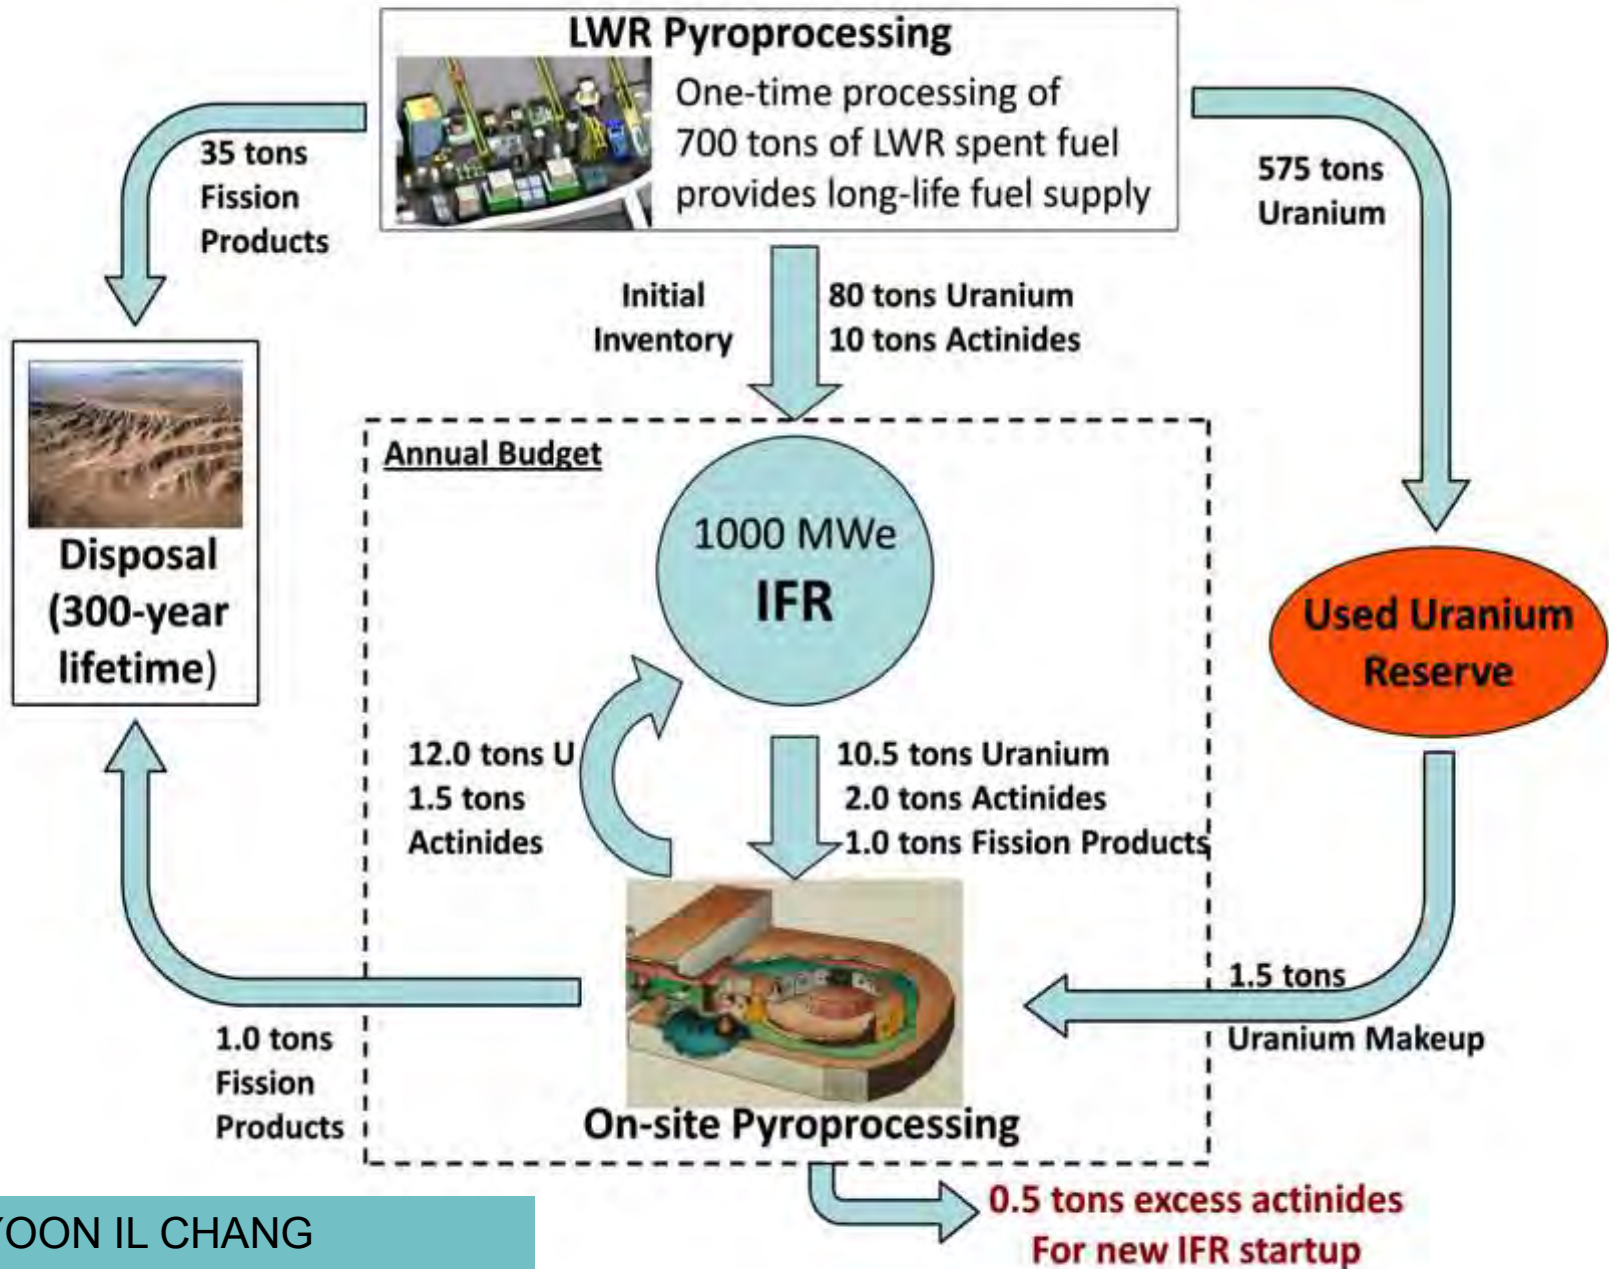 LWR Pyroprocessing
One-time processing of
700 tons of LWR spent fuel
provides long-life fuel supply
35 tons
Fission
Products
575 tons
Uranium
Initial
Inventory
80 tons Uranium
10 tons Actinides
Annual Budget
1000 MWe
IFR
Disposal
(300-year
lifetime)
Used Uranium
Reserve
12.0 tons U
1.5 tons
Actinides
10.5 tons Uranium
2.0 tons Actinides
1.0 tons Fission Products
1.0 tons
Fission
Products
1.5 tons
Uranium Makeup
On-site Pyroprocessing
0.5 tons excess actinides
For new IFR startup
YOON IL CHANG